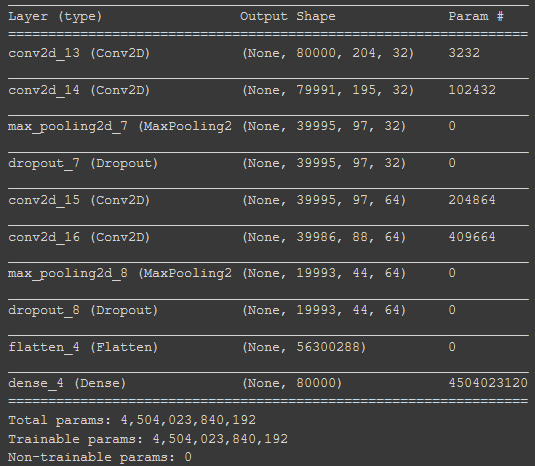 Layer (type) Output Shape Param #
conv2d_13 (Conv2D) (None, 80000, 204, 32) 3232
conv2d_14 (Conv2D) (None, 79991, 195, 32) 102432
max_pooling2d_7 (MaxPooling2 (None, 39995, 97, 32) 0
dropout_7 (Dropout) (None, 39995, 97, 32) 0
conv2d_15 (Conv2D) (None, 39995, 97, 64) 204864
conv2d_16 (Conv2D) (None, 39986, 88, 64) 409664
max_pooling2d_8 (MaxPooling2 (None, 19993, 44, 64) 0
dropout_8 (Dropout) (None, 19993, 44, 64) 0
flatten_4 (Flatten) (None, 56300288) 0
dense_4 (Dense) (None, 80000) 4504023120
Total params: 4,504,023,840,192
Trainable params: 4,504,023,840,192
Non-trainable params: 0